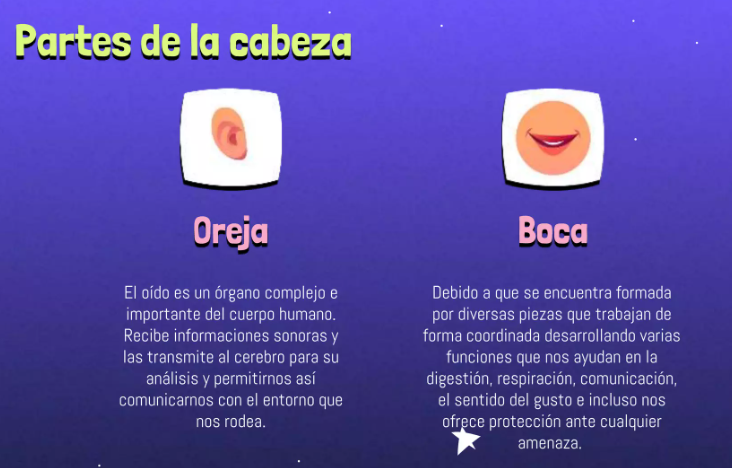 Partes de la cabeza
Oreja
El oído es un órgano complejo e
importante del cuerpo humano.
Recibe informaciones sonoras y
las transmite al cerebro para su
análisis y permitirnos así
comunicarnos con el entorno que
nos rodea.
Boca
Debido a que se encuentra formada
por diversas piezas que trabajan de
forma coordinada desarrollando varias
funciones que nos ayudan en la
digestión, respiración, comunicación,
el sentido del gusto e incluso nos
ofrece protección ante cualquier
amenaza.